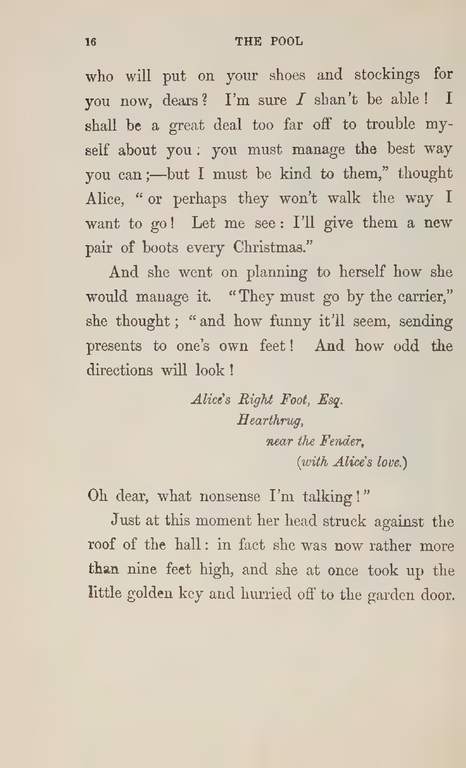 16 THE POOL
who will put on your shoes and stockings for
you now, dears? I'm sure I shan't be able! I
shall be a great deal too far off to trouble my-
self about you: you must manage the best way
you can;—but I must be kind to them," thought
Alice, "or perhaps they won't walk the way I
want to go! Let me see: I'll give them a new
pair of boots every Christmas."
And she went on planning to herself how she
would manage it. "They must go by the carrier,"
she thought; "and how funny it'll seem, sending
presents to one's own feet! And how odd the
directions will look!
Alice's Right Foot, Esq.
Hearthrug,
near the Fender,
(with Alice's love.)
Oh dear, what nonsense I'm talking!"
Just at this moment her head struck against the
roof of the hall: in fact she was now rather more
than nine feet high, and she at once took up the
little golden key and hurried off to the garden door.